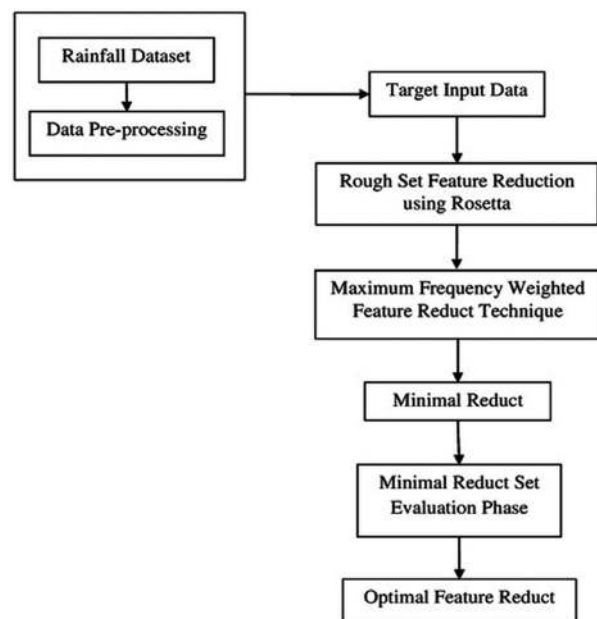 Rainfall Dataset
Data Pre-processing
Target Input Data
Rough Set Feature Reduction
using Rosetta
Maximum Frequency Weighted
Feature Reduct Technique
Minimal Reduct
Minimal Reduct Set
Evaluation Phase
Optimal Feature Reduct